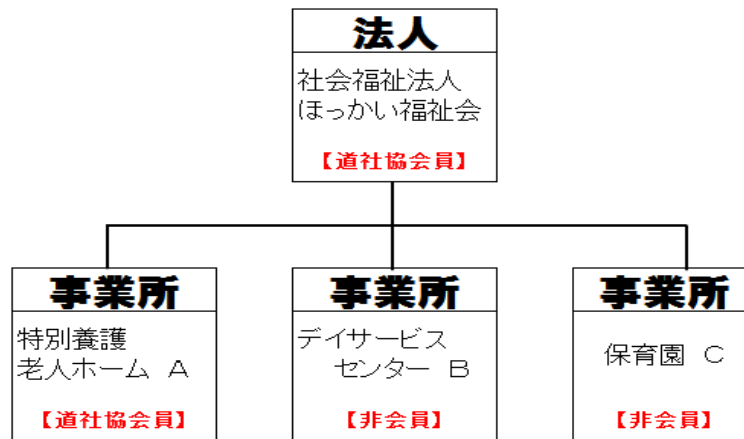 法人
社会福祉法人
ほっかい福祉会
【道社協会員】
事業所
特別養護
老人ホーム A
【道社協会員】
事業所
デイサービス
センター B
【非会員】
事業所
保育園 C
【非会員】